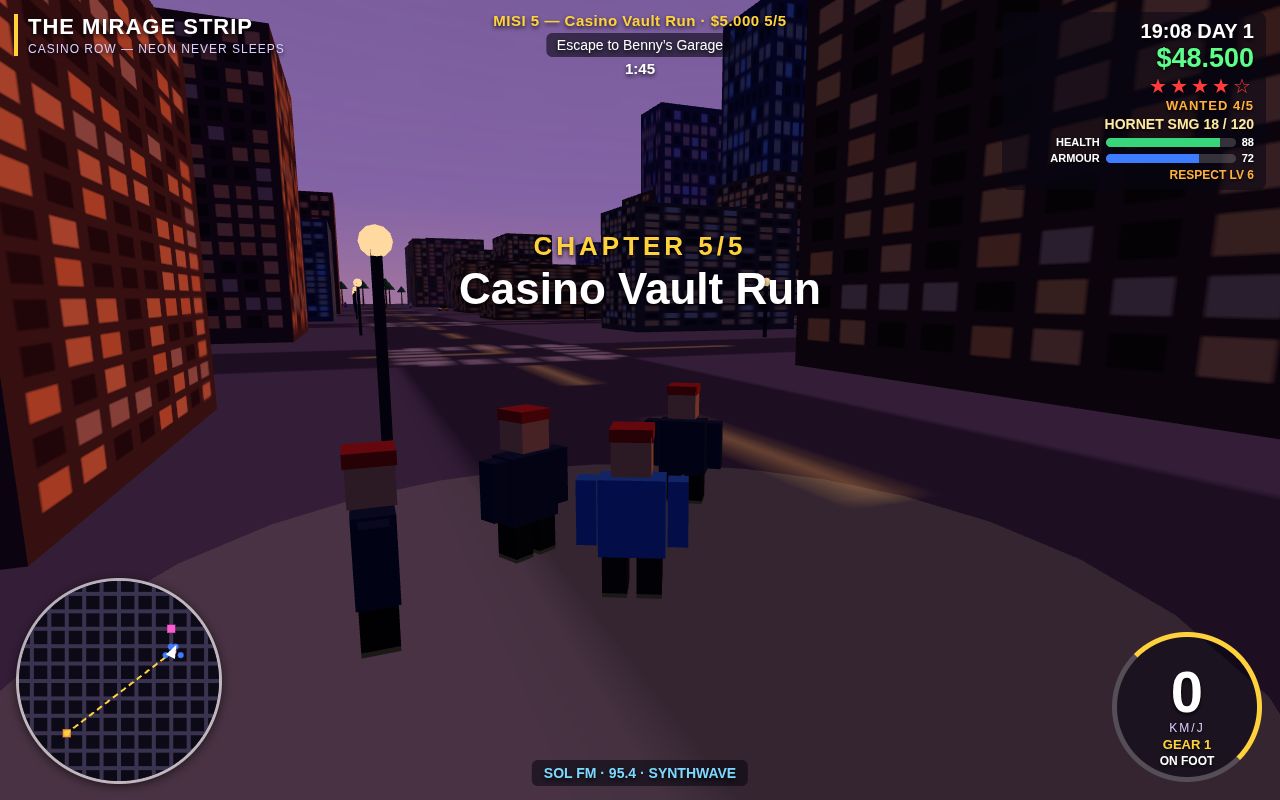 THE MIRAGE STRIP
CASINO ROW — NEON NEVER SLEEPS
MISI 5 — Casino Vault Run · $5.000 5/5
Escape to Benny's Garage
1:45
19:08 DAY 1
$48.500
★★★★☆
WANTED 4/5
HORNET SMG 18 / 120
HEALTH 88
ARMOUR 72
RESPECT LV 6
CHAPTER 5/5
Casino Vault Run
0
KM/J
GEAR 1
ON FOOT
SOL FM · 95.4 · SYNTHWAVE